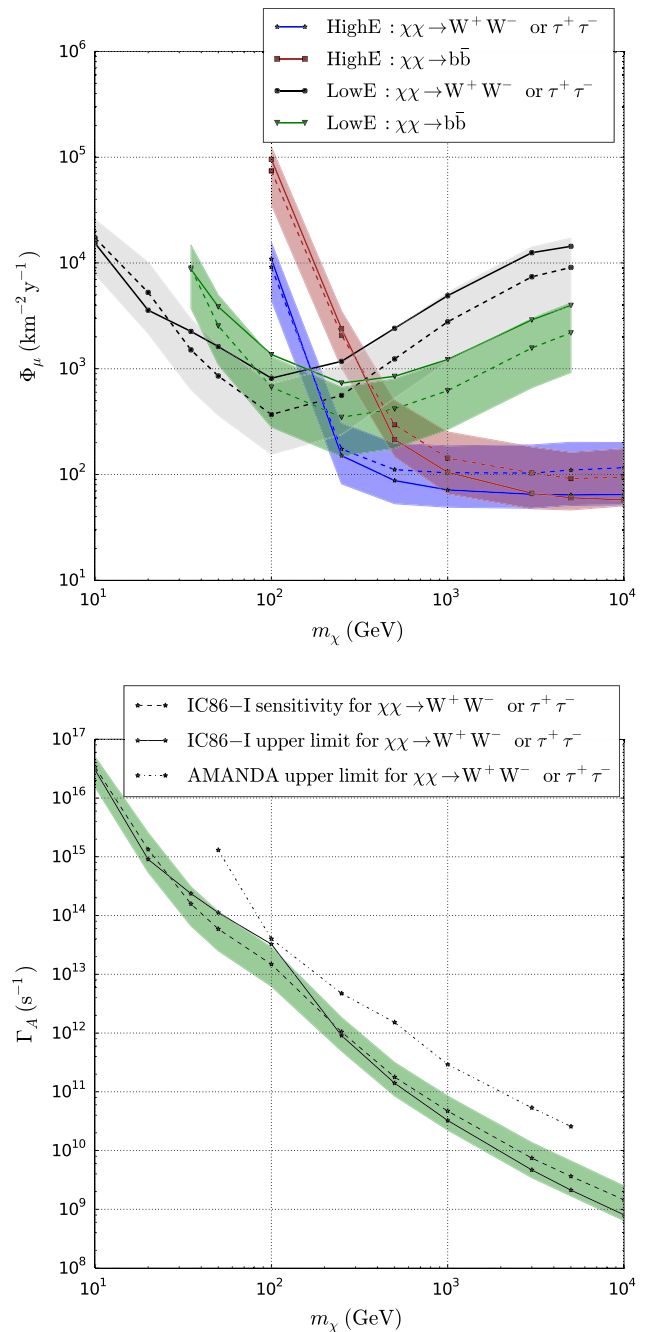 HighE : χχ→W⁺ W⁻ or τ⁺ τ⁻
HighE : χχ→bb̄
LowE : χχ→W⁺ W⁻ or τ⁺ τ⁻
LowE : χχ→bb̄
10⁶
10⁵
10⁴
10³
10²
10¹
Φ_μ (km⁻² y⁻¹)
10¹ 10² 10³ 10⁴
m_χ (GeV)
IC86−I sensitivity for χχ→W⁺ W⁻ or τ⁺ τ⁻
IC86−I upper limit for χχ→W⁺ W⁻ or τ⁺ τ⁻
AMANDA upper limit for χχ→W⁺ W⁻ or τ⁺ τ⁻
10¹⁷
10¹⁶
10¹⁵
10¹⁴
10¹³
10¹²
10¹¹
10¹⁰
10⁹
10⁸
Γ_A (s⁻¹)
10¹ 10² 10³ 10⁴
m_χ (GeV)